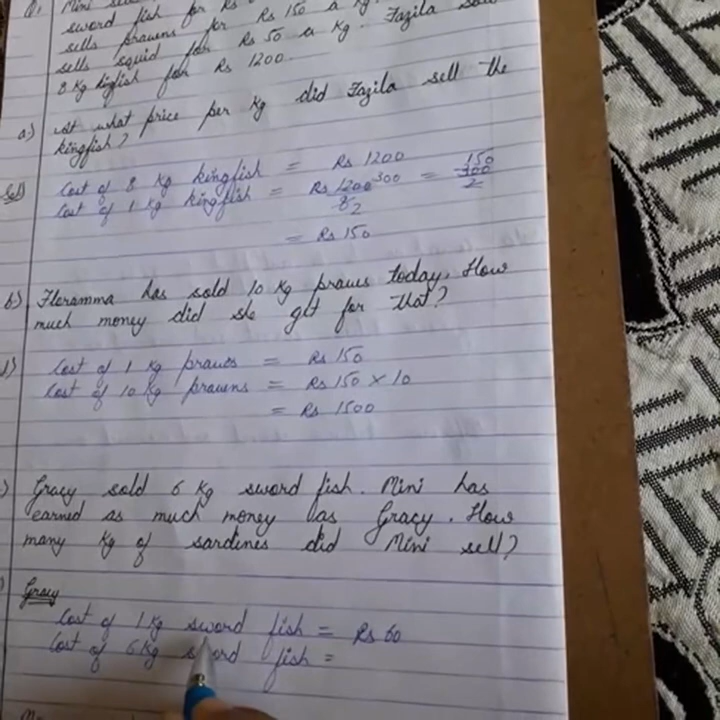 Q. Mini
sword fish for Rs
sells prawns for Rs 150 a Kg. Fazila
sells squid for Rs 50 a Kg.
8 Kg kingfish for Rs 1200.
a) At what price per Kg did Fazila sell the
kingfish?
Sol) Cost of 8 Kg kingfish = Rs 1200
Cost of 1 Kg kingfish = Rs 1200 300 / 8 2 = 150 300 / 2
= Rs 150
b) Floramma has sold 10 Kg prawns today. How
much money did she get for that?
Cost of 1 Kg prawns = Rs 150
Cost of 10 Kg prawns = Rs 150 × 10
= Rs 1500
) Gracy sold 6 Kg sword fish. Mini has
earned as much money as Gracy. How
many Kg of sardines did Mini sell?
Gracy
Cost of 1 Kg sword fish = Rs 60
Cost of 6 Kg sword fish =